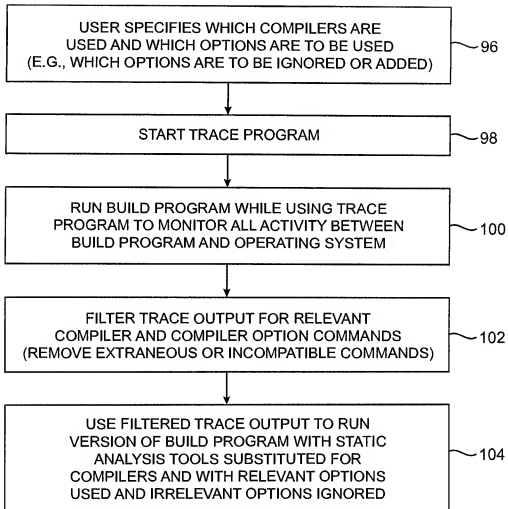 USER SPECIFIES WHICH COMPILERS ARE
USED AND WHICH OPTIONS ARE TO BE USED
(E.G., WHICH OPTIONS ARE TO BE IGNORED OR ADDED)
96
START TRACE PROGRAM
98
RUN BUILD PROGRAM WHILE USING TRACE
PROGRAM TO MONITOR ALL ACTIVITY BETWEEN
BUILD PROGRAM AND OPERATING SYSTEM
100
FILTER TRACE OUTPUT FOR RELEVANT
COMPILER AND COMPILER OPTION COMMANDS
(REMOVE EXTRANEOUS OR INCOMPATIBLE COMMANDS)
102
USE FILTERED TRACE OUTPUT TO RUN
VERSION OF BUILD PROGRAM WITH STATIC
ANALYSIS TOOLS SUBSTITUTED FOR
COMPILERS AND WITH RELEVANT OPTIONS
USED AND IRRELEVANT OPTIONS IGNORED
104